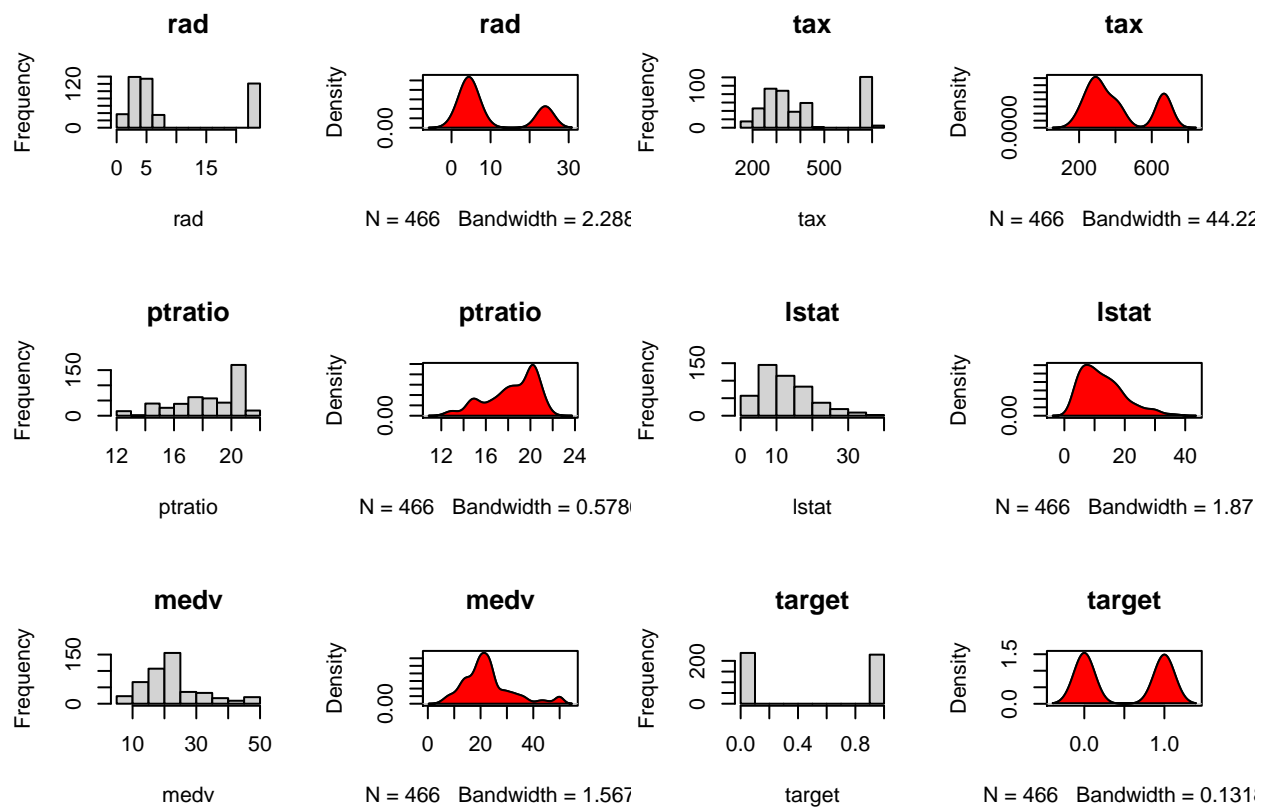 rad
Frequency
0
120
0 5 15
rad
rad
Density
0.00
0 10 30
N = 466 Bandwidth = 2.288
tax
Frequency
0
100
200 500
tax
tax
Density
0.0000
200 600
N = 466 Bandwidth = 44.22
ptratio
Frequency
0
150
12 16 20
ptratio
ptratio
Density
0.00
12 16 20 24
N = 466 Bandwidth = 0.578
lstat
Frequency
0
150
0 10 30
lstat
lstat
Density
0.00
0 20 40
N = 466 Bandwidth = 1.87
medv
Frequency
0
150
10 30 50
medv
medv
Density
0.00
0 20 40
N = 466 Bandwidth = 1.567
target
Frequency
0
200
0.0 0.4 0.8
target
target
Density
0.0
1.5
0.0 1.0
N = 466 Bandwidth = 0.131